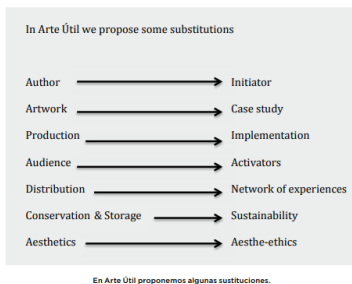 In Arte Útil we propose some substitutions
Author Initiator
Artwork Case study
Production Implementation
Audience Activators
Distribution Network of experiences
Conservation & Storage Sustainability
Aesthetics Aesthe-ethics
En Arte Útil proponemos algunas sustituciones.